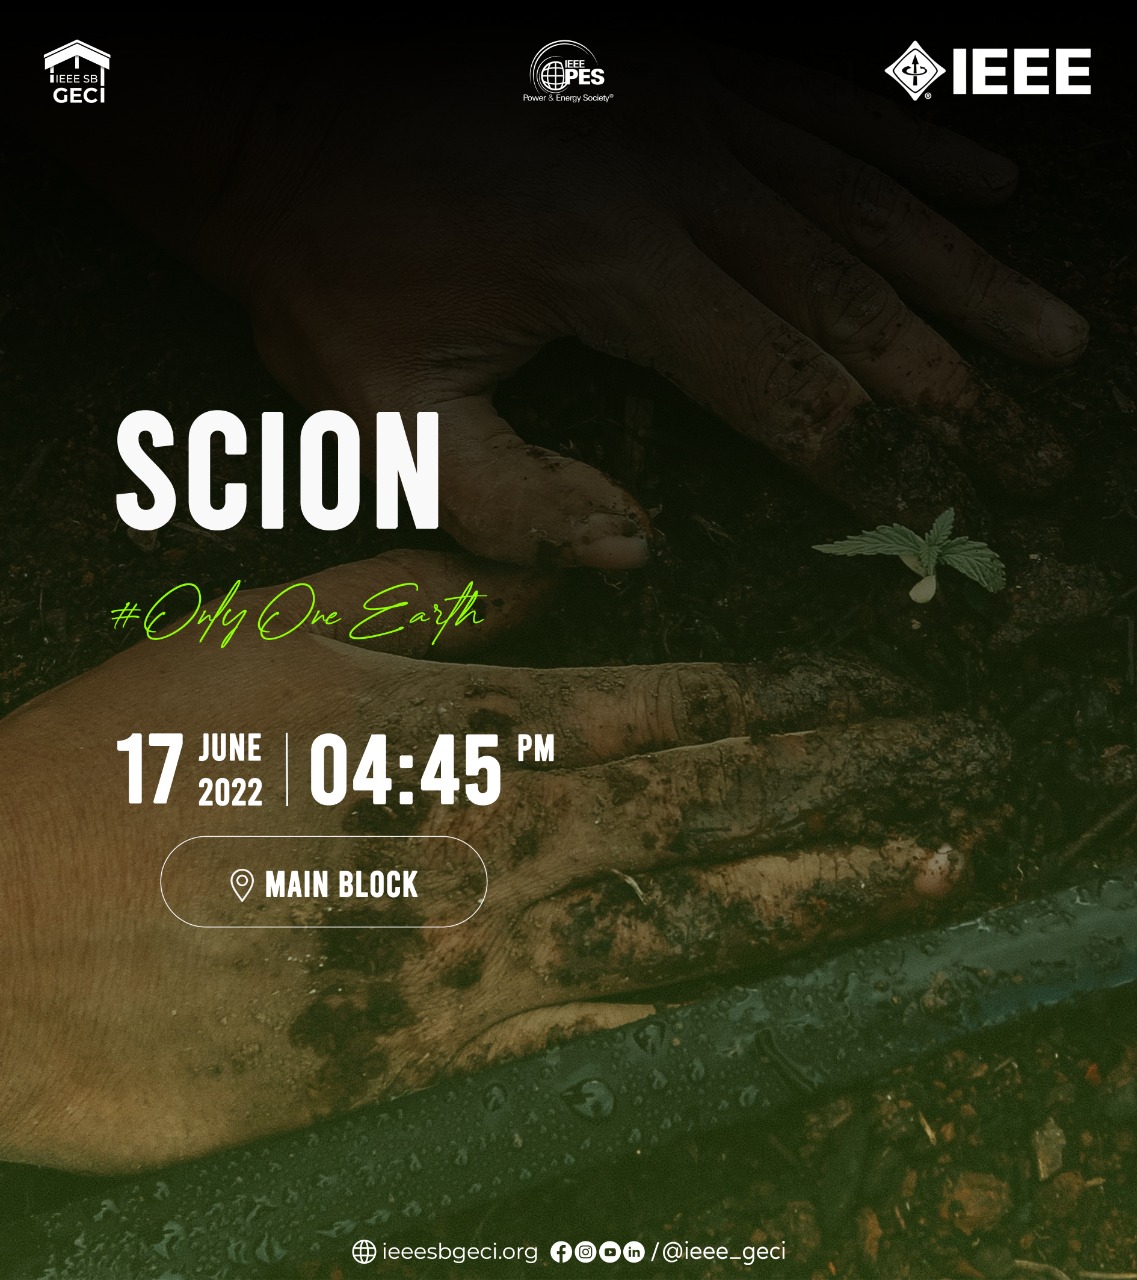 IEEE SB
GECI
IEEE
PES
Power & Energy Society®
IEEE
SCION
#Only One Earth
17 JUNE 2022 | 04:45 PM
MAIN BLOCK
ieeesbgeci.org / @ieee_geci